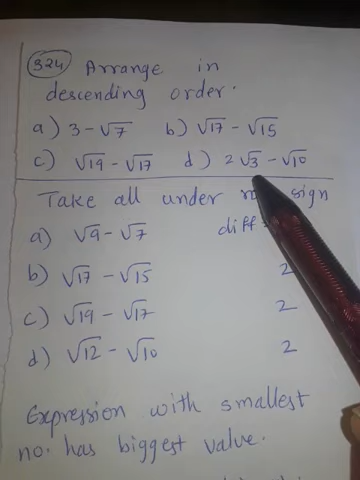 324 Arrange in
descending order.
a) 3-√7 b) √17 - √15
c) √19 - √17 d) 2√3 - √10
Take all under sign
a) √9-√7 diff
b) √17 - √15 2
c) √19 - √17 2
d) √12 - √10 2
Expression with smallest
no. has biggest value.